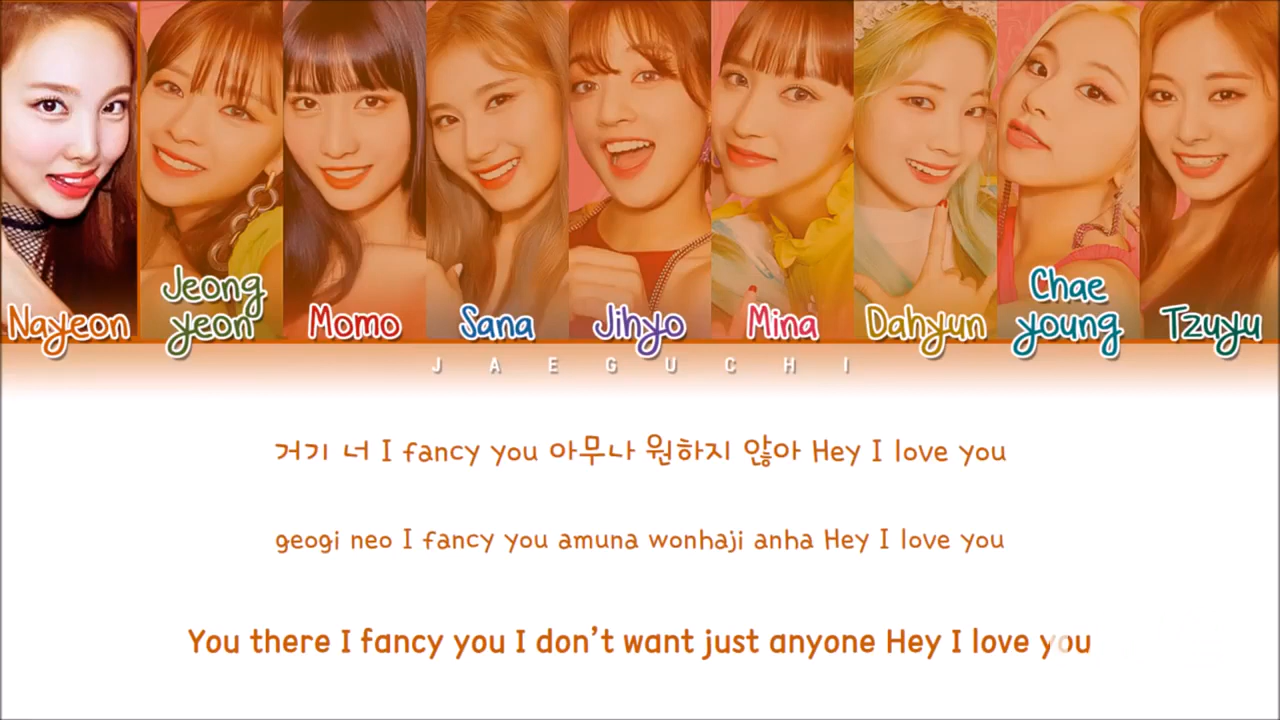 Nayeon
Jeong
yeon
Momo
Sana
Jihyo
Mina
Dahyun
Chae
young
Tzuyu
JAEGUCHI
거기 너 I fancy you 아무나 원하지 않아 Hey I love you
geogi neo I fancy you amuna wonhaji anha Hey I love you
You there I fancy you I don't want just anyone Hey I love you